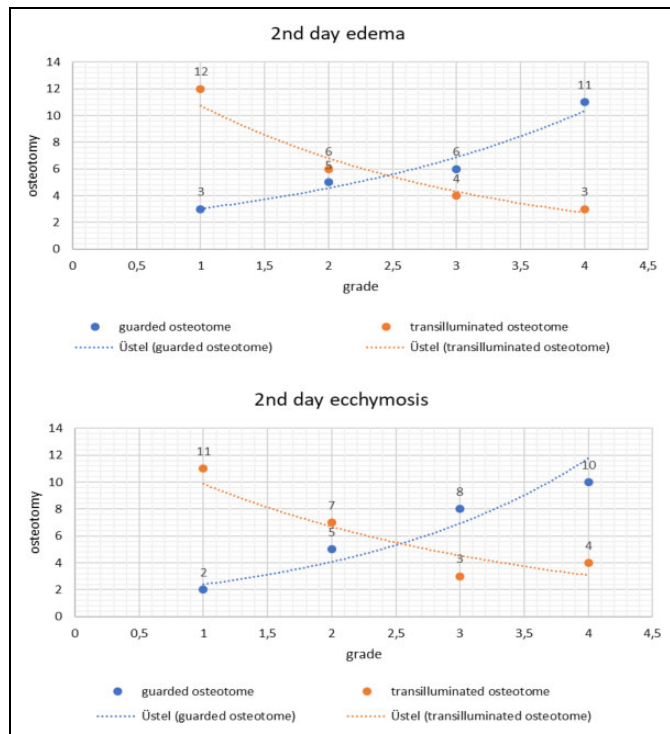 2nd day edema
14
12
12
11
10
osteotomy
8
6
6
6
5
4
4
3
3
2
0
0 0,5 1 1,5 2 2,5 3 3,5 4 4,5
grade
guarded osteotome transilluminated osteotome
Üstel (guarded osteotome) Üstel (transilluminated osteotome)
2nd day ecchymosis
14
12
11
10
10
osteotomy
8
8
7
6
5
4
4
3
2
2
0
0 0,5 1 1,5 2 2,5 3 3,5 4 4,5
grade
guarded osteotome transilluminated osteotome
Üstel (guarded osteotome) Üstel (transilluminated osteotome)